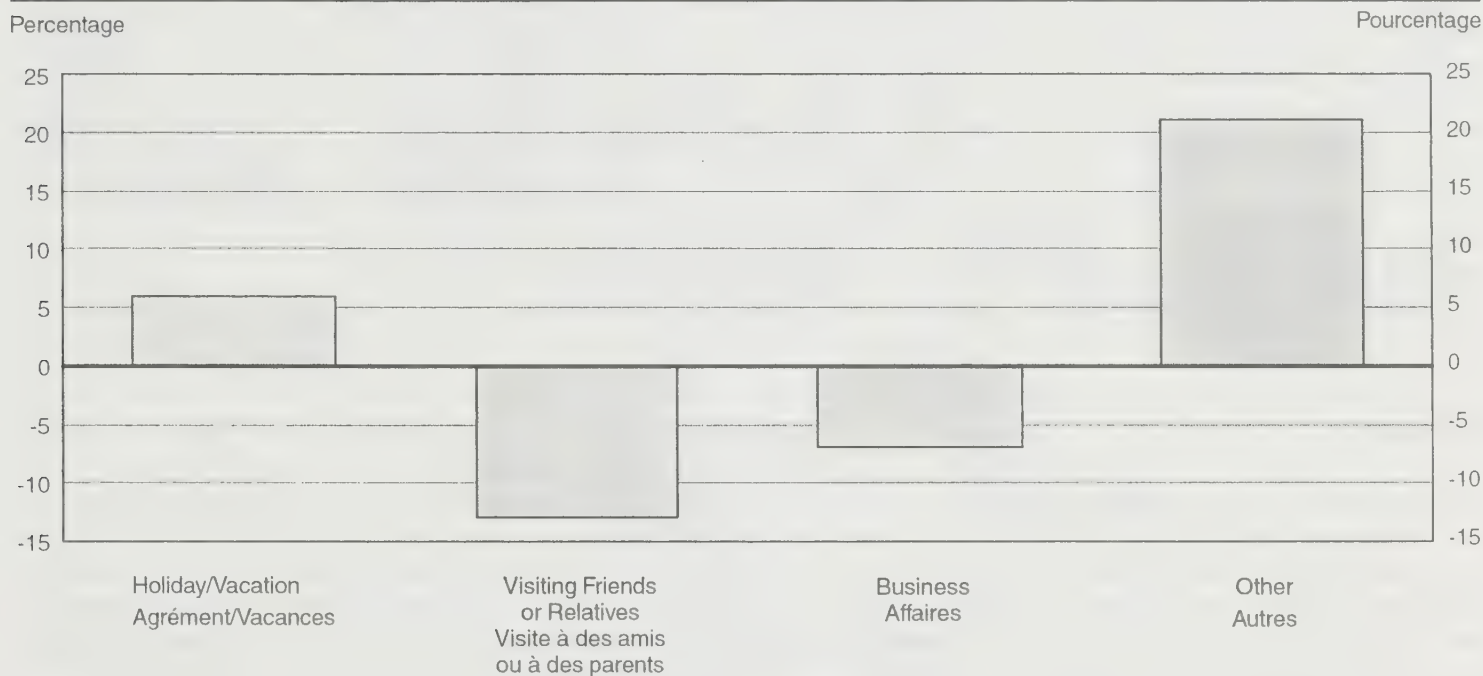 Percentage
Pourcentage
25
20
15
10
5
0
-5
-10
-15
25
20
15
10
5
0
-5
-10
-15
Holiday/Vacation
Agrément/Vacances
Visiting Friends
or Relatives
Visite à des amis
ou à des parents
Business
Affaires
Other
Autres